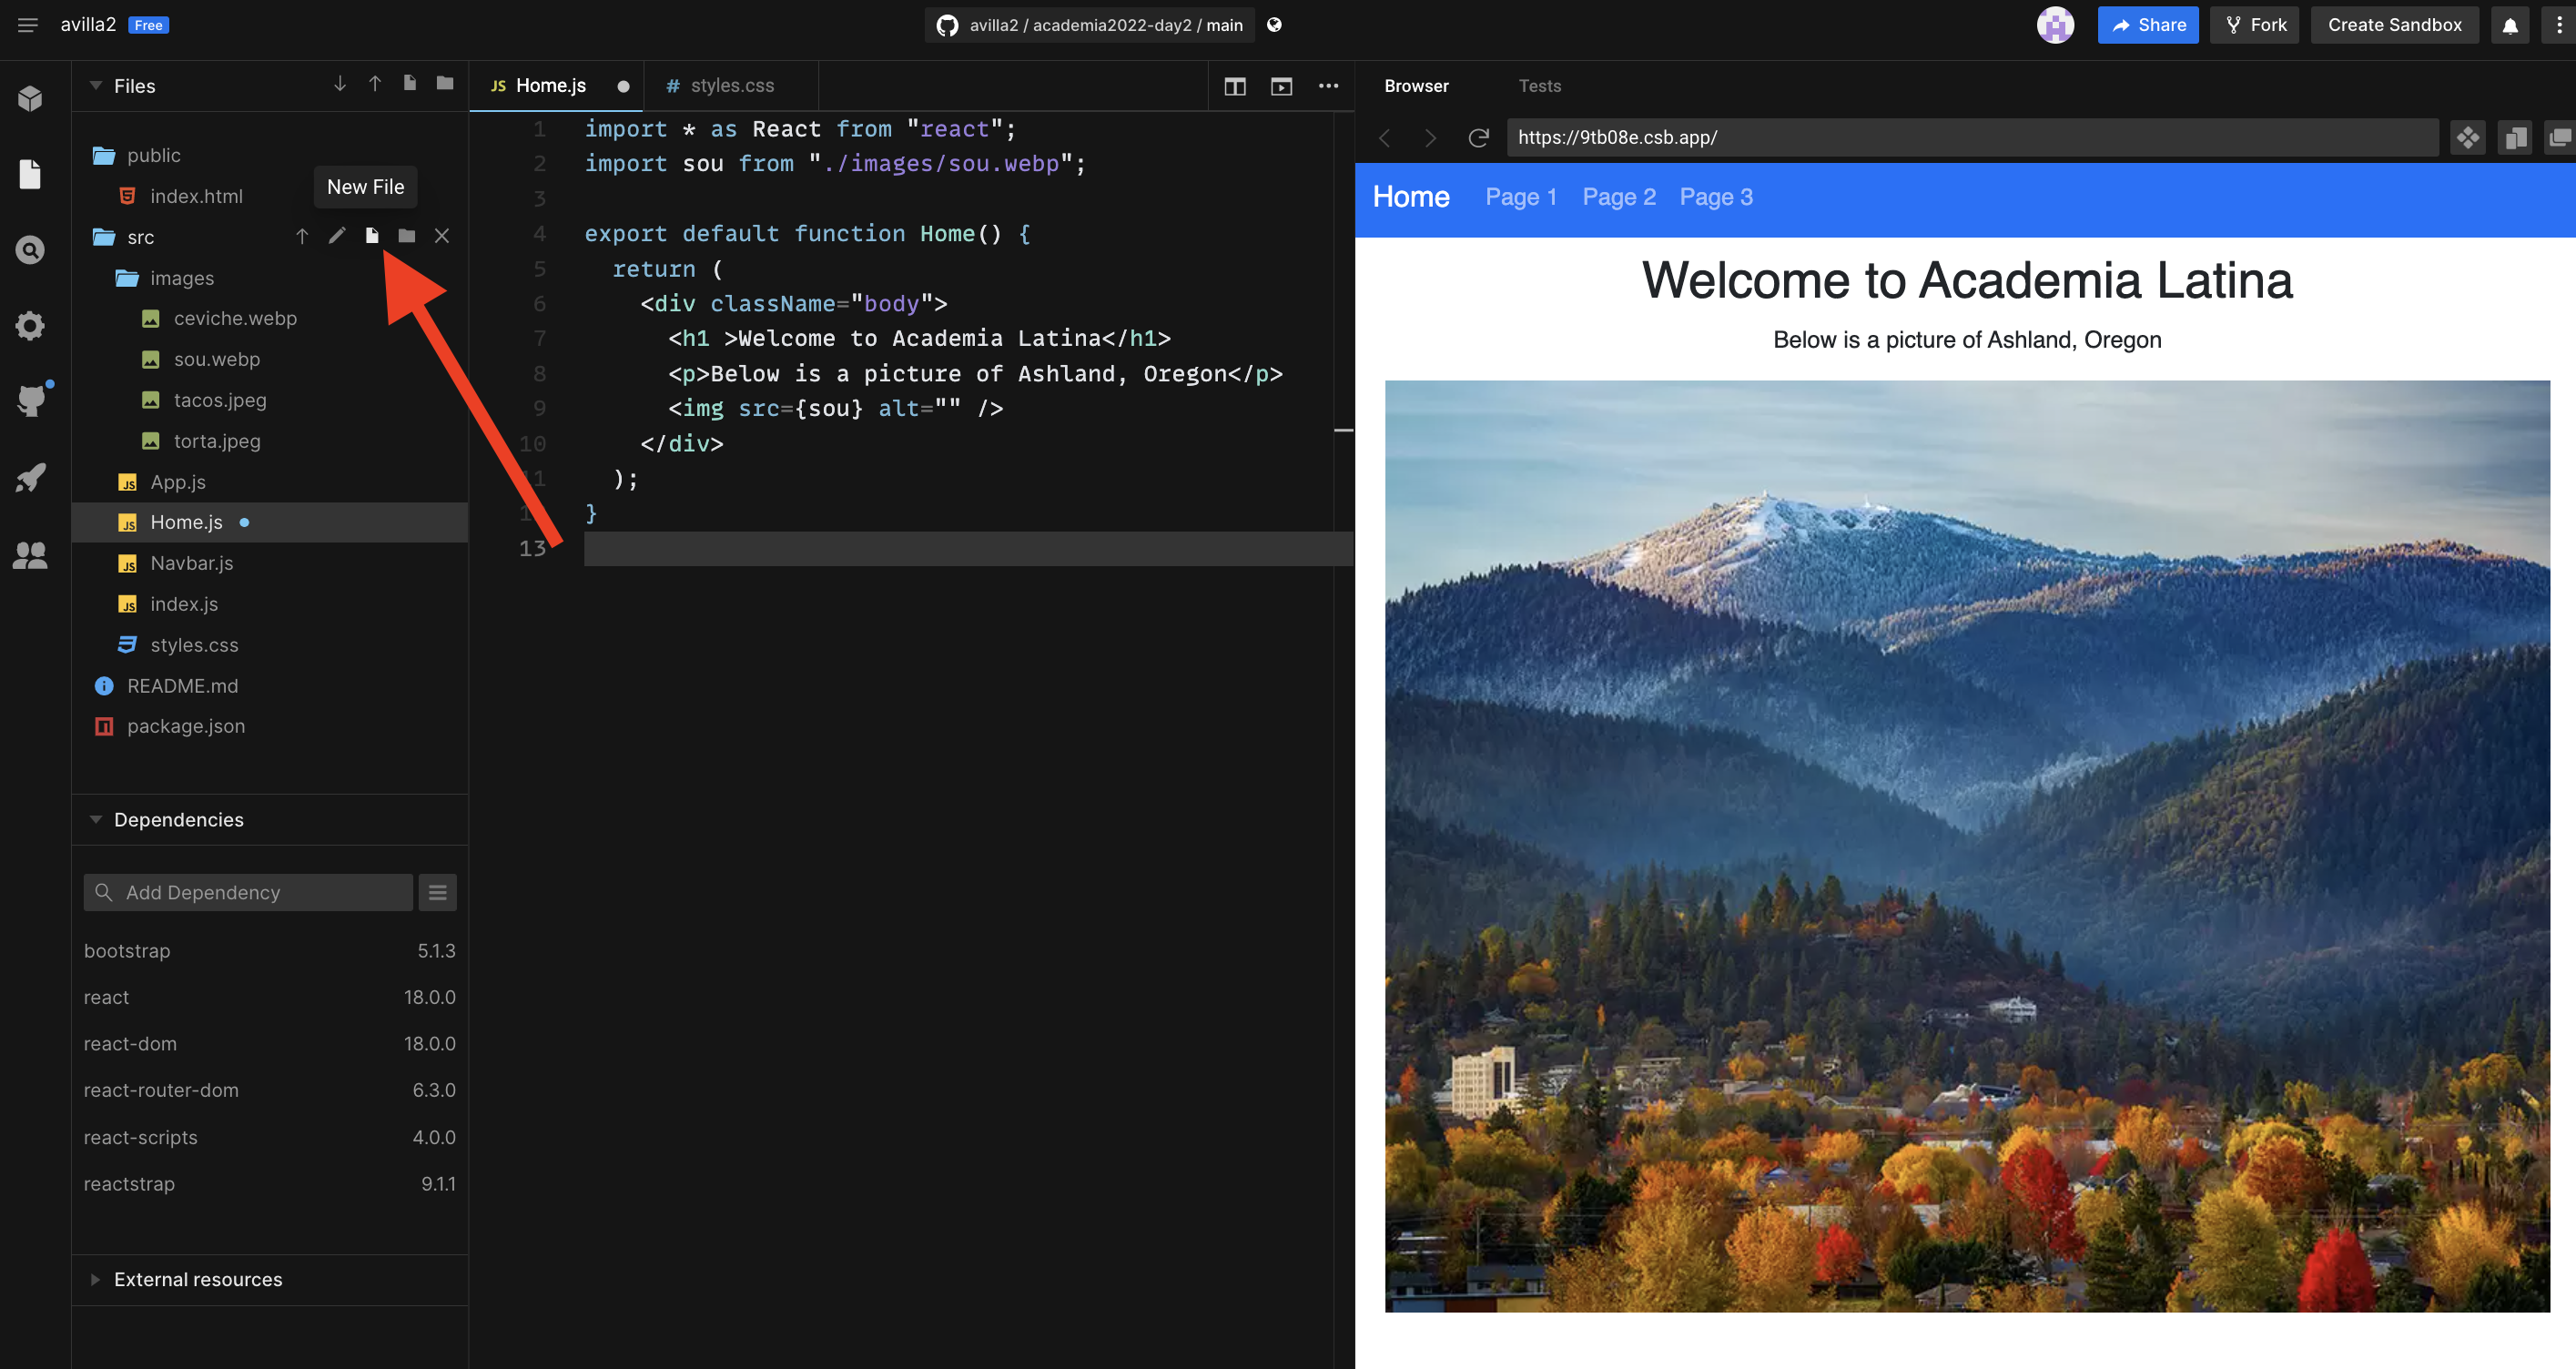 avilla2 Free
avilla2 / academia2022-day2 / main
Share
Fork
Create Sandbox
Files
public
index.html
New File
src
images
ceviche.webp
sou.webp
tacos.jpeg
torta.jpeg
JS App.js
JS Home.js
JS Navbar.js
JS index.js
styles.css
README.md
package.json
Dependencies
Add Dependency
bootstrap 5.1.3
react 18.0.0
react-dom 18.0.0
react-router-dom 6.3.0
react-scripts 4.0.0
reactstrap 9.1.1
External resources
JS Home.js
# styles.css
1 import * as React from "react";
2 import sou from "./images/sou.webp";
3
4 export default function Home() {
5 return (
6 <div className="body">
7 <h1 >Welcome to Academia Latina</h1>
8 <p>Below is a picture of Ashland, Oregon</p>
9 <img src={sou} alt="" />
10 </div>
11 );
1 }
13
Browser
Tests
https://9tb08e.csb.app/
Home Page 1 Page 2 Page 3
Welcome to Academia Latina
Below is a picture of Ashland, Oregon